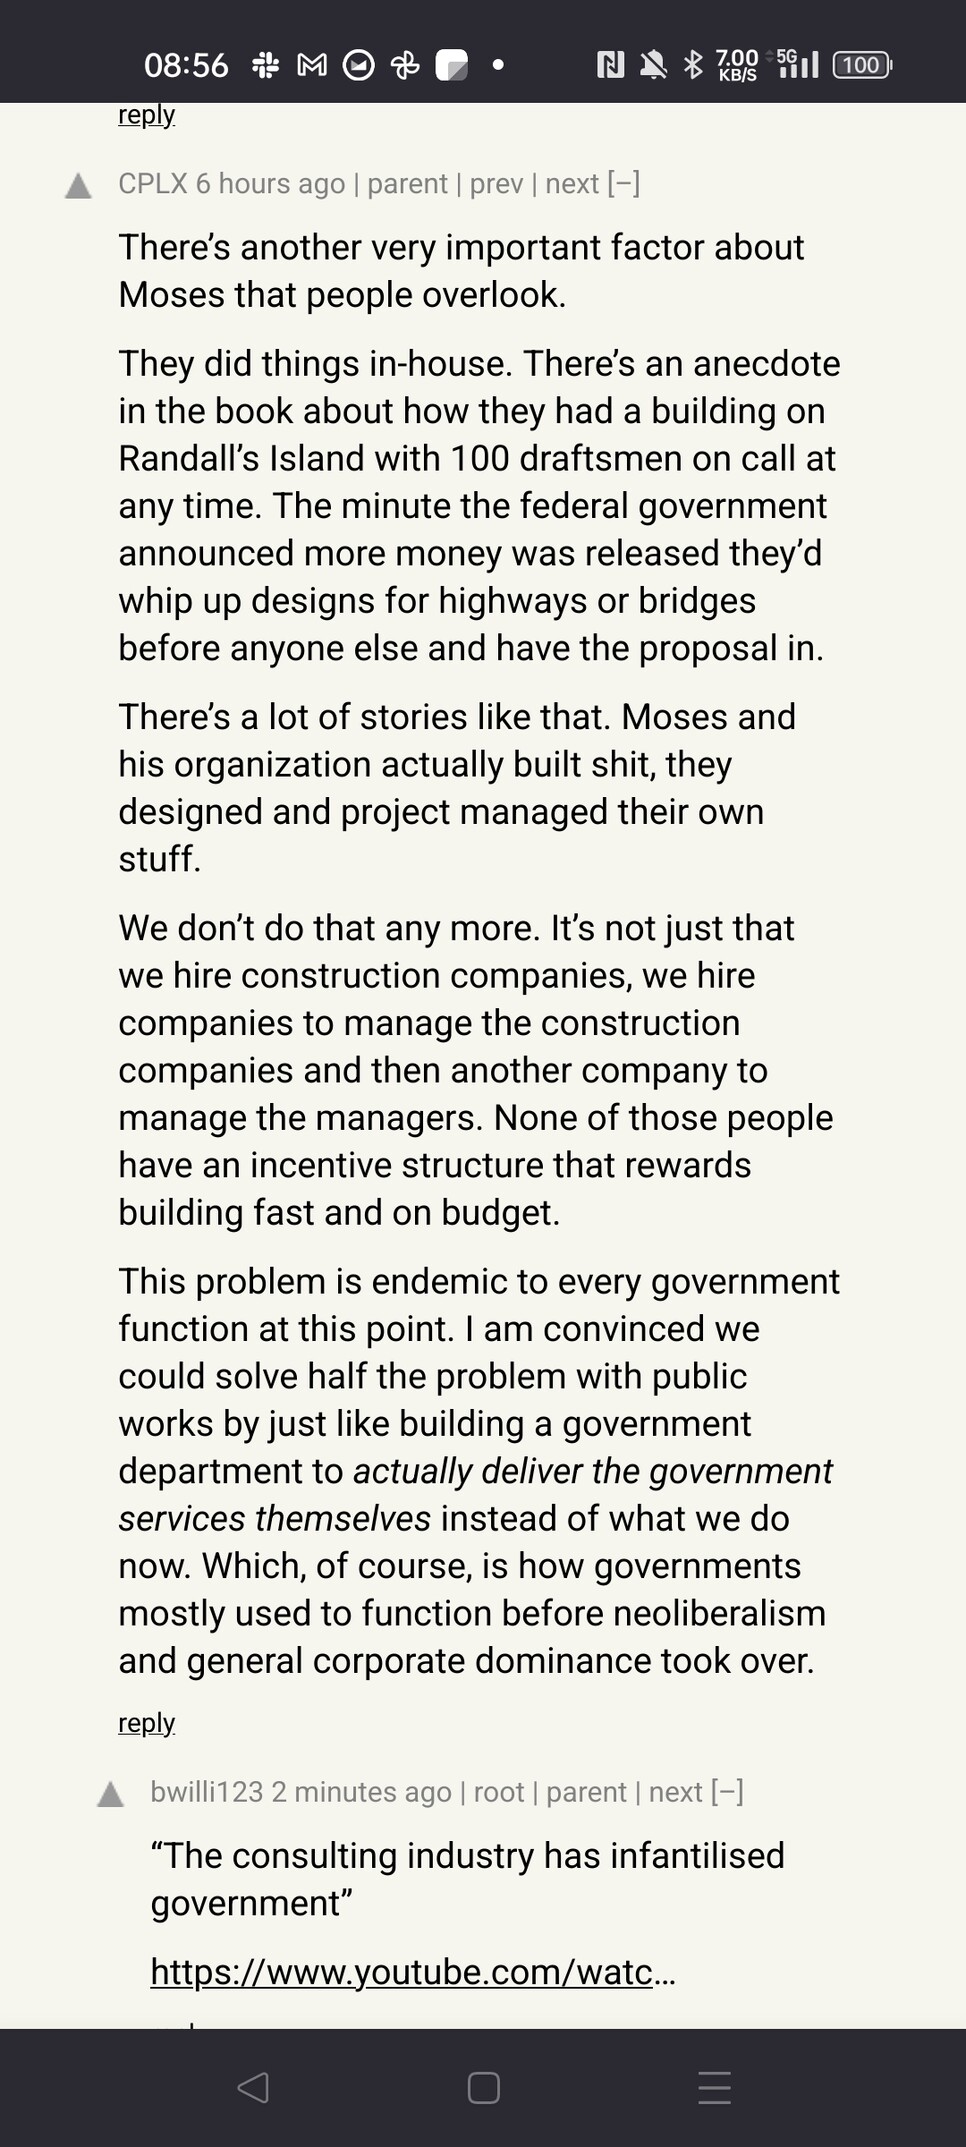 08:56
7.00
KB/S
5G
100
reply
CPLX 6 hours ago | parent | prev | next [–]
There’s another very important factor about
Moses that people overlook.
They did things in-house. There’s an anecdote
in the book about how they had a building on
Randall’s Island with 100 draftsmen on call at
any time. The minute the federal government
announced more money was released they’d
whip up designs for highways or bridges
before anyone else and have the proposal in.
There’s a lot of stories like that. Moses and
his organization actually built shit, they
designed and project managed their own
stuff.
We don’t do that any more. It’s not just that
we hire construction companies, we hire
companies to manage the construction
companies and then another company to
manage the managers. None of those people
have an incentive structure that rewards
building fast and on budget.
This problem is endemic to every government
function at this point. I am convinced we
could solve half the problem with public
works by just like building a government
department to actually deliver the government
services themselves instead of what we do
now. Which, of course, is how governments
mostly used to function before neoliberalism
and general corporate dominance took over.
reply
bwilli123 2 minutes ago | root | parent | next [–]
“The consulting industry has infantilised
government”
https://www.youtube.com/watc...